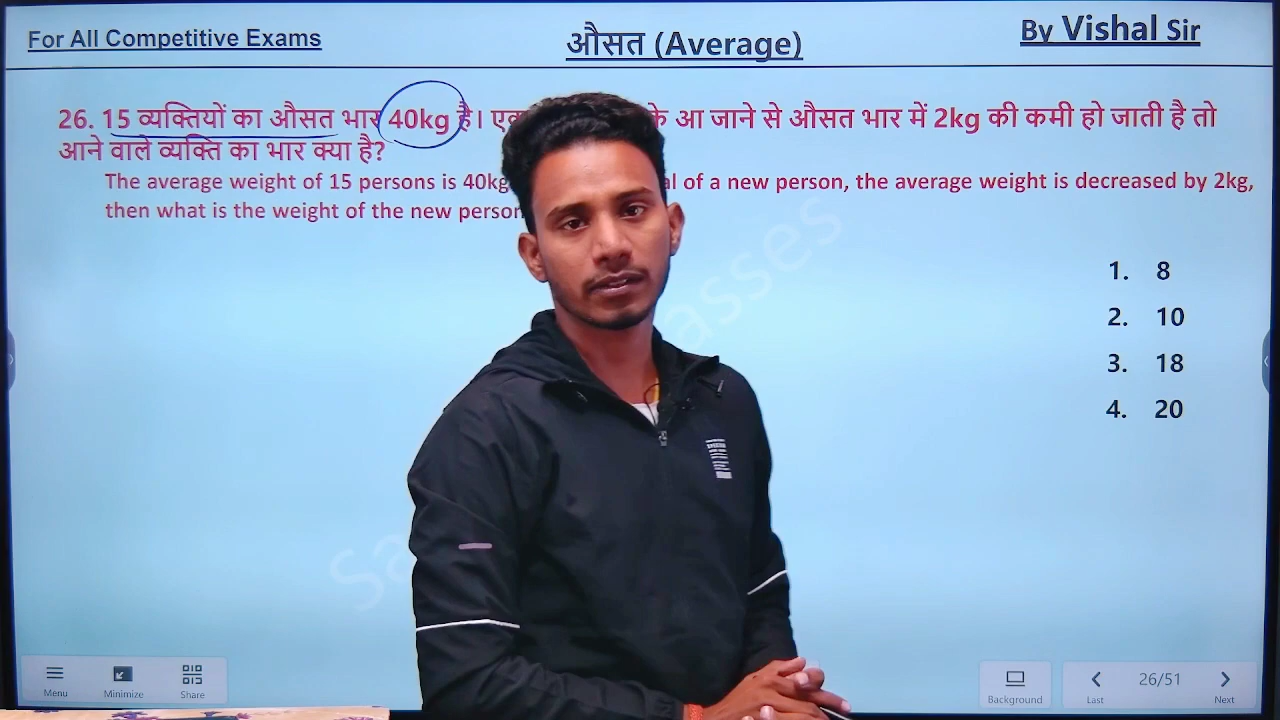 For All Competitive Exams
औसत (Average)
By Vishal Sir
26. 15 व्यक्तियों का औसत भार 40kg है। के आ जाने से औसत भार में 2kg की कमी हो जाती है तो
आने वाले व्यक्ति का भार क्या है?
The average weight of 15 persons is 40kg of a new person, the average weight is decreased by 2kg,
then what is the weight of the new person
1. 8
2. 10
3. 18
4. 20
Menu
Minimize
Share
Background
Last
26/51
Next